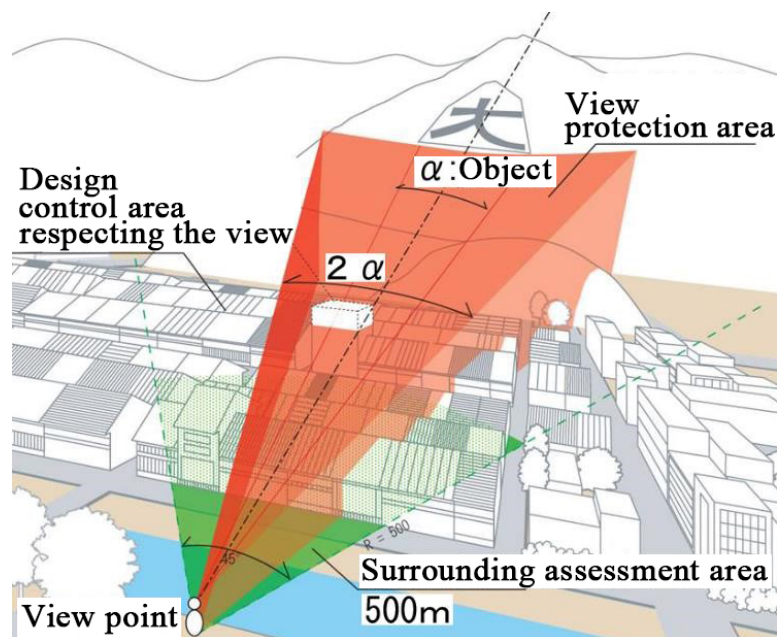 大
View
protection area
α:Object
Design
control area
respecting the view
2 α
R = 500
45°
Surrounding assessment area
500m
View point